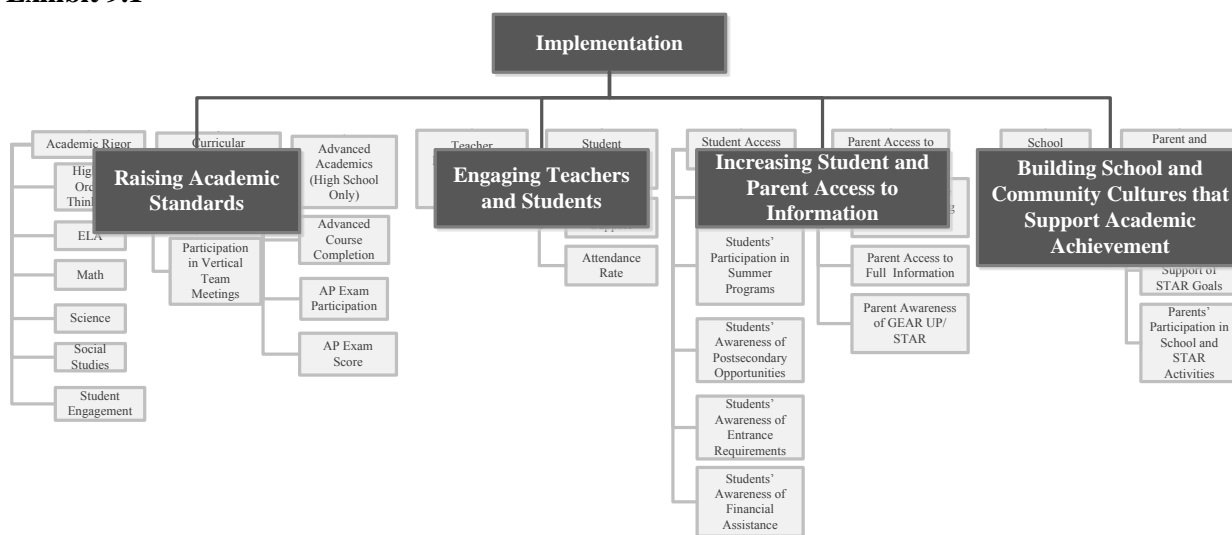 Implementation
Raising Academic
Standards
Engaging Teachers
and Students
Increasing Student and
Parent Access to
Information
Building School and
Community Cultures that
Support Academic
Achievement
Academic Rigor
ELA
Math
Science
Social
Studies
Student
Engagement
Curricular
Participation
in Vertical
Team
Meetings
Advanced
Academics
(High School
Only)
Advanced
Course
Completion
AP Exam
Participation
AP Exam
Score
Teacher
Student
Attendance
Rate
Student Access
Students'
Participation in
Summer
Programs
Students'
Awareness of
Postsecondary
Opportunities
Students'
Awareness of
Entrance
Requirements
Students'
Awareness of
Financial
Assistance
Parent Access to
Parent Access to
Full Information
Parent Awareness
of GEAR UP/
STAR
School
Parent and
Support of
STAR Goals
Parents'
Participation in
School and
STAR
Activities